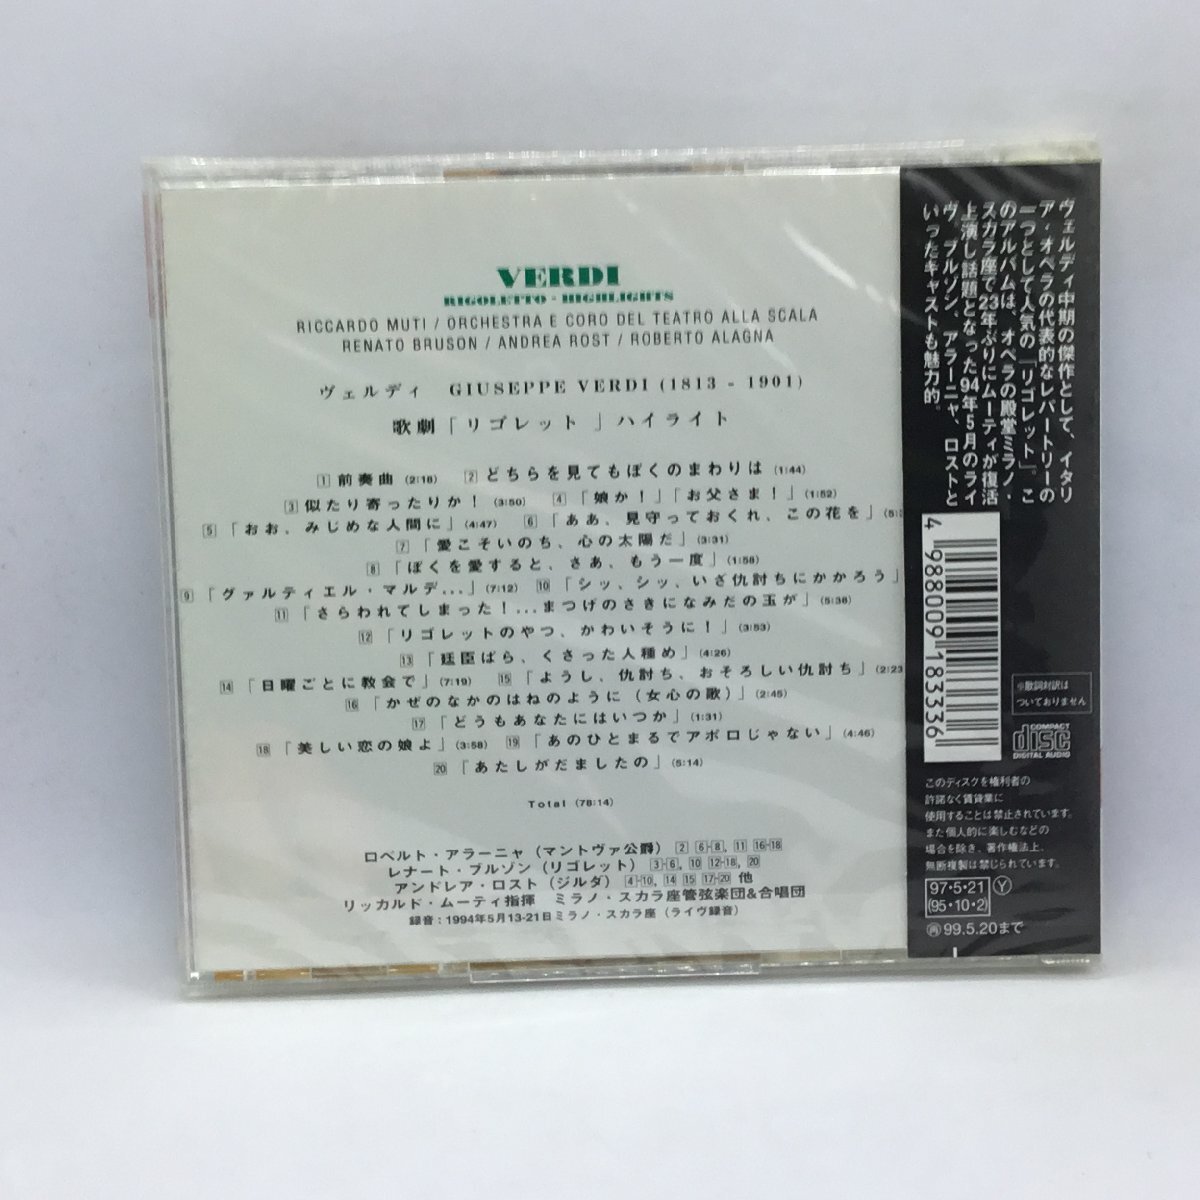 VERDI
RIGOLETTO · HIGHLIGHTS
RICCARDO MUTI / ORCHESTRA E CORO DEL TEATRO ALLA SCALA
RENATO BRUSON / ANDREA ROST / ROBERTO ALAGNA
ヴェルディ GIUSEPPE VERDI (1813 - 1901)
歌劇「リゴレット」ハイライト
1 前奏曲 (2:18) 2 どちらを見てもぼくのまわりは (1:44)
3 似たり寄ったりか! (3:50) 4 「娘か!」「お父さま!」 (1:52)
5 「おお、みじめな人間に」 (4:47) 6 「ああ、見守っておくれ、この花を」
7 「愛こそいのち、心の太陽だ」 (3:31)
8 「ぼくを愛すると、さあ、もう一度」 (1:58)
9 「グァルティエル・マルデ...」 (7:12) 10 「シッ、シッ、いざ仇討ちにかかろう」
11 「さらわれてしまった!...まつげのさきになみだの玉が」 (5:36)
12 「リゴレットのやつ、かわいそうに!」 (3:53)
13 「廷臣ばら、くさった人種め」 (4:26)
14 「日曜ごとに教会で」 (7:19) 15 「ようし、仇討ち、おそろしい仇討ち」 (2:23
16 「かぜのなかのはねのように(女心の歌)」 (2:45)
17 「どうもあなたにはいつか」 (1:31)
18 「美しい恋の娘よ」 (3:58) 19 「あのひとまるでアポロじゃない」 (4:46)
20 「あたしがだましたの」 (5:14)
Total (78:14)
ロベルト・アラーニャ(マントヴァ公爵) 2 6-8, 11 16-18
レナート・ブルゾン(リゴレット) 3-6, 10 12-18, 20
アンドレア・ロスト(ジルダ) 4-10, 14 15 17-20 他
リッカルド・ムーティ指揮 ミラノ・スカラ座管弦楽団&合唱団
録音:1994年5月13-21日ミラノ・スカラ座(ライヴ録音)
ヴェルディ中期の傑作として、イタリ
ア・オペラの代表的なレパートリーの
一つとして人気の『リゴレット』。こ
のアルバムは、オペラの殿堂ミラノ・
スカラ座で23年ぶりにムーティが復活
上演し話題となった94年5月のライ
ヴ。ブルゾン、アラーニャ、ロストと
いったキャストも魅力的。
4 988009 183336
※歌詞対訳は
ついておりません
COMPACT
disc
DIGITAL AUDIO
このディスクを権利者の
許諾なく賃貸業に
使用することは禁止されています。
また個人的に楽しむなどの
場合を除き、著作権法上、
無断複製は禁じられています。
97・5・21 Y
(95・10・2)
再 99.5.20まで